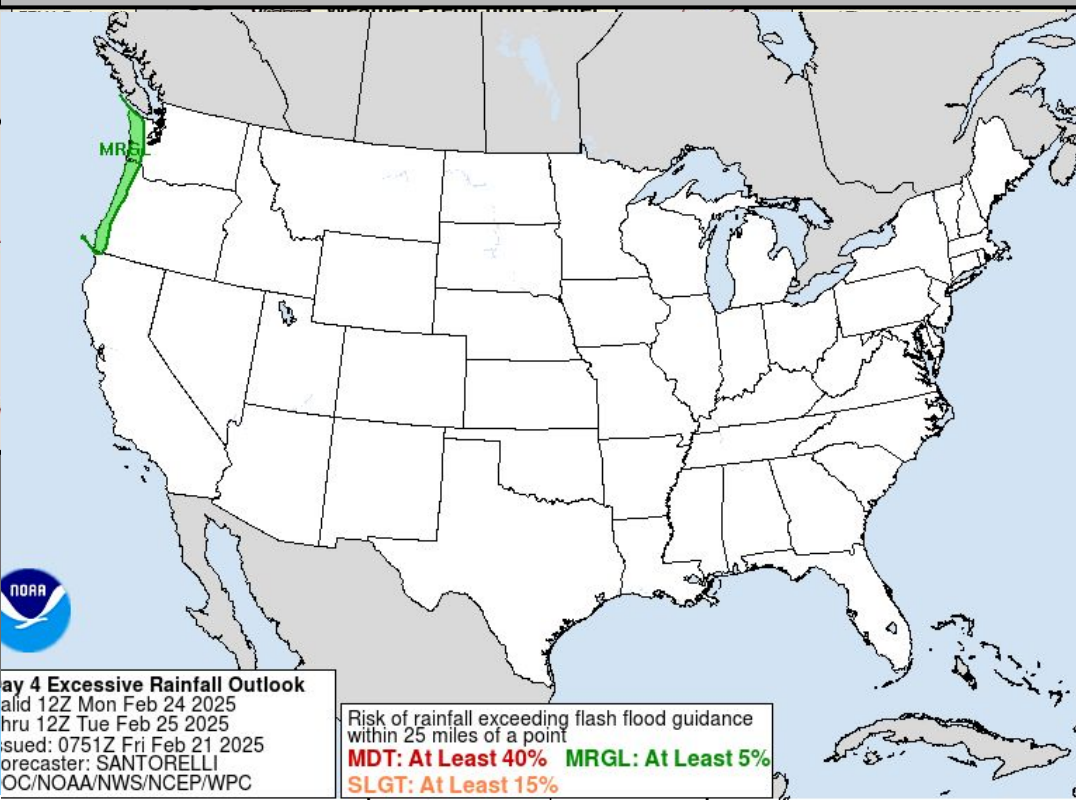 MRGL
NOAA
ay 4 Excessive Rainfall Outlook
alid 12Z Mon Feb 24 2025
hru 12Z Tue Feb 25 2025
ssued: 0751Z Fri Feb 21 2025
orecaster: SANTORELLI
OC/NOAA/NWS/NCEP/WPC
Risk of rainfall exceeding flash flood guidance
within 25 miles of a point
MDT: At Least 40% MRGL: At Least 5%
SLGT: At Least 15%